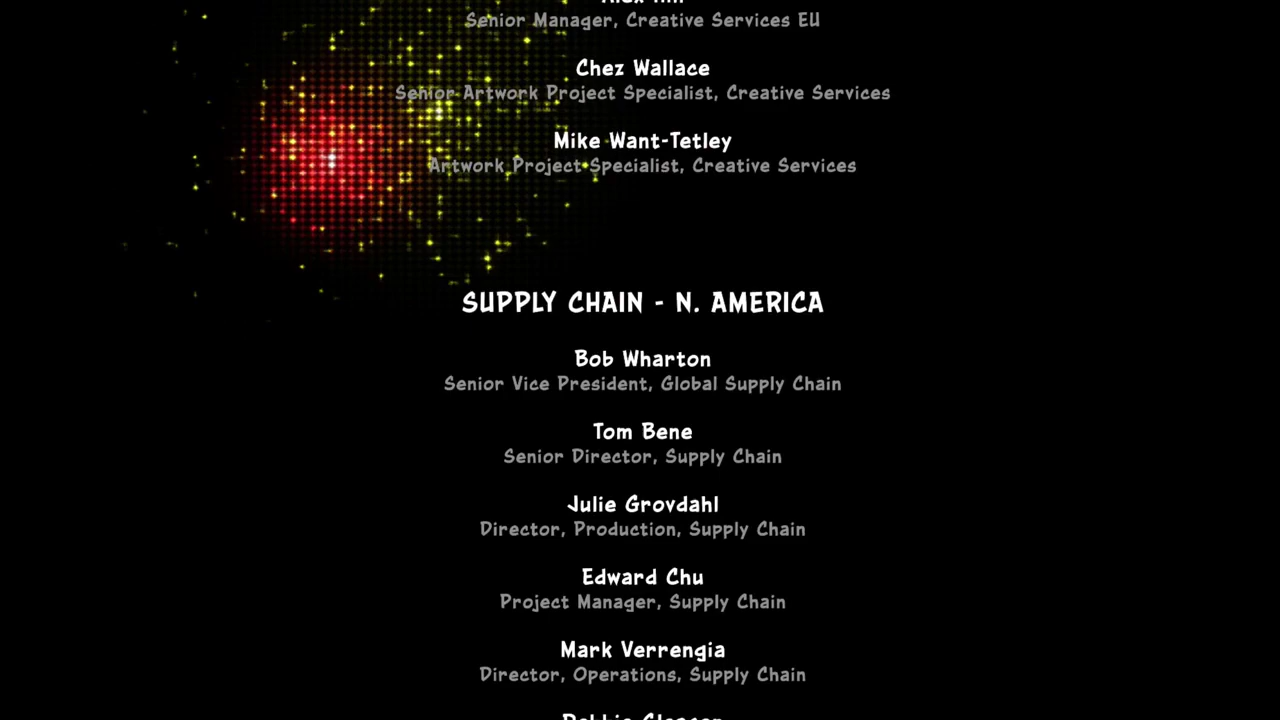 Senior Manager, Creative Services EU
Chez Wallace
Senior Artwork Project Specialist, Creative Services
Mike Want-Tetley
Artwork Project Specialist, Creative Services
SUPPLY CHAIN - N. AMERICA
Bob Wharton
Senior Vice President, Global Supply Chain
Tom Bene
Senior Director, Supply Chain
Julie Grovdahl
Director, Production, Supply Chain
Edward Chu
Project Manager, Supply Chain
Mark Verrengia
Director, Operations, Supply Chain